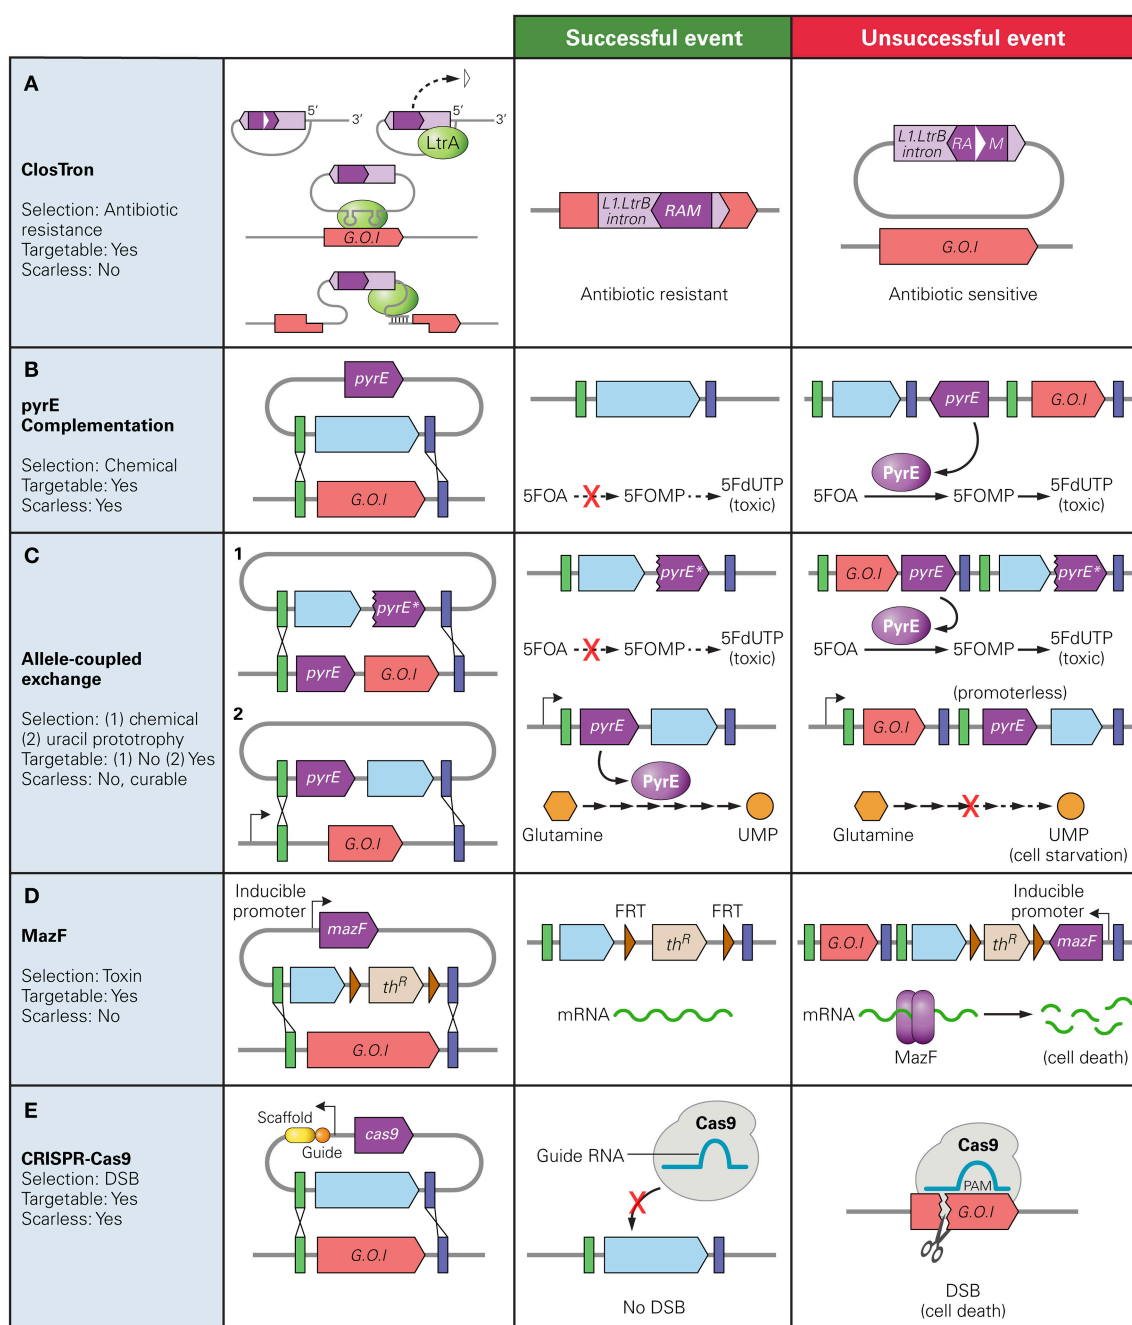 Successful event
Unsuccessful event
A
ClosTron
Selection: Antibiotic
resistance
Targetable: Yes
Scarless: No
5'
3'
5'
3'
LtrA
G.O.I
L1.LtrB
intron
RAM
Antibiotic resistant
L1.LtrB
intron
RA
M
G.O.I
Antibiotic sensitive
B
pyrE
Complementation
Selection: Chemical
Targetable: Yes
Scarless: Yes
pyrE
G.O.I
5FOA
X
5FOMP
5FdUTP
(toxic)
pyrE
G.O.I
PyrE
5FOA
5FOMP
5FdUTP
(toxic)
C
Allele-coupled
exchange
Selection: (1) chemical
(2) uracil prototrophy
Targetable: (1) No (2) Yes
Scarless: No, curable
1
pyrE*
pyrE
G.O.I
2
pyrE
G.O.I
pyrE*
5FOA
X
5FOMP
5FdUTP
(toxic)
pyrE
PyrE
Glutamine
UMP
G.O.I
pyrE
pyrE*
PyrE
5FOA
5FOMP
5FdUTP
(toxic)
(promoterless)
G.O.I
pyrE
X
Glutamine
UMP
(cell starvation)
D
MazF
Selection: Toxin
Targetable: Yes
Scarless: No
Inducible
promoter
mazF
thR
G.O.I
FRT
FRT
thR
mRNA
Inducible
promoter
G.O.I
thR
mazF
mRNA
MazF
(cell death)
E
CRISPR-Cas9
Selection: DSB
Targetable: Yes
Scarless: Yes
Scaffold
Guide
cas9
G.O.I
Cas9
Guide RNA
X
No DSB
Cas9
PAM
G.O.I
DSB
(cell death)